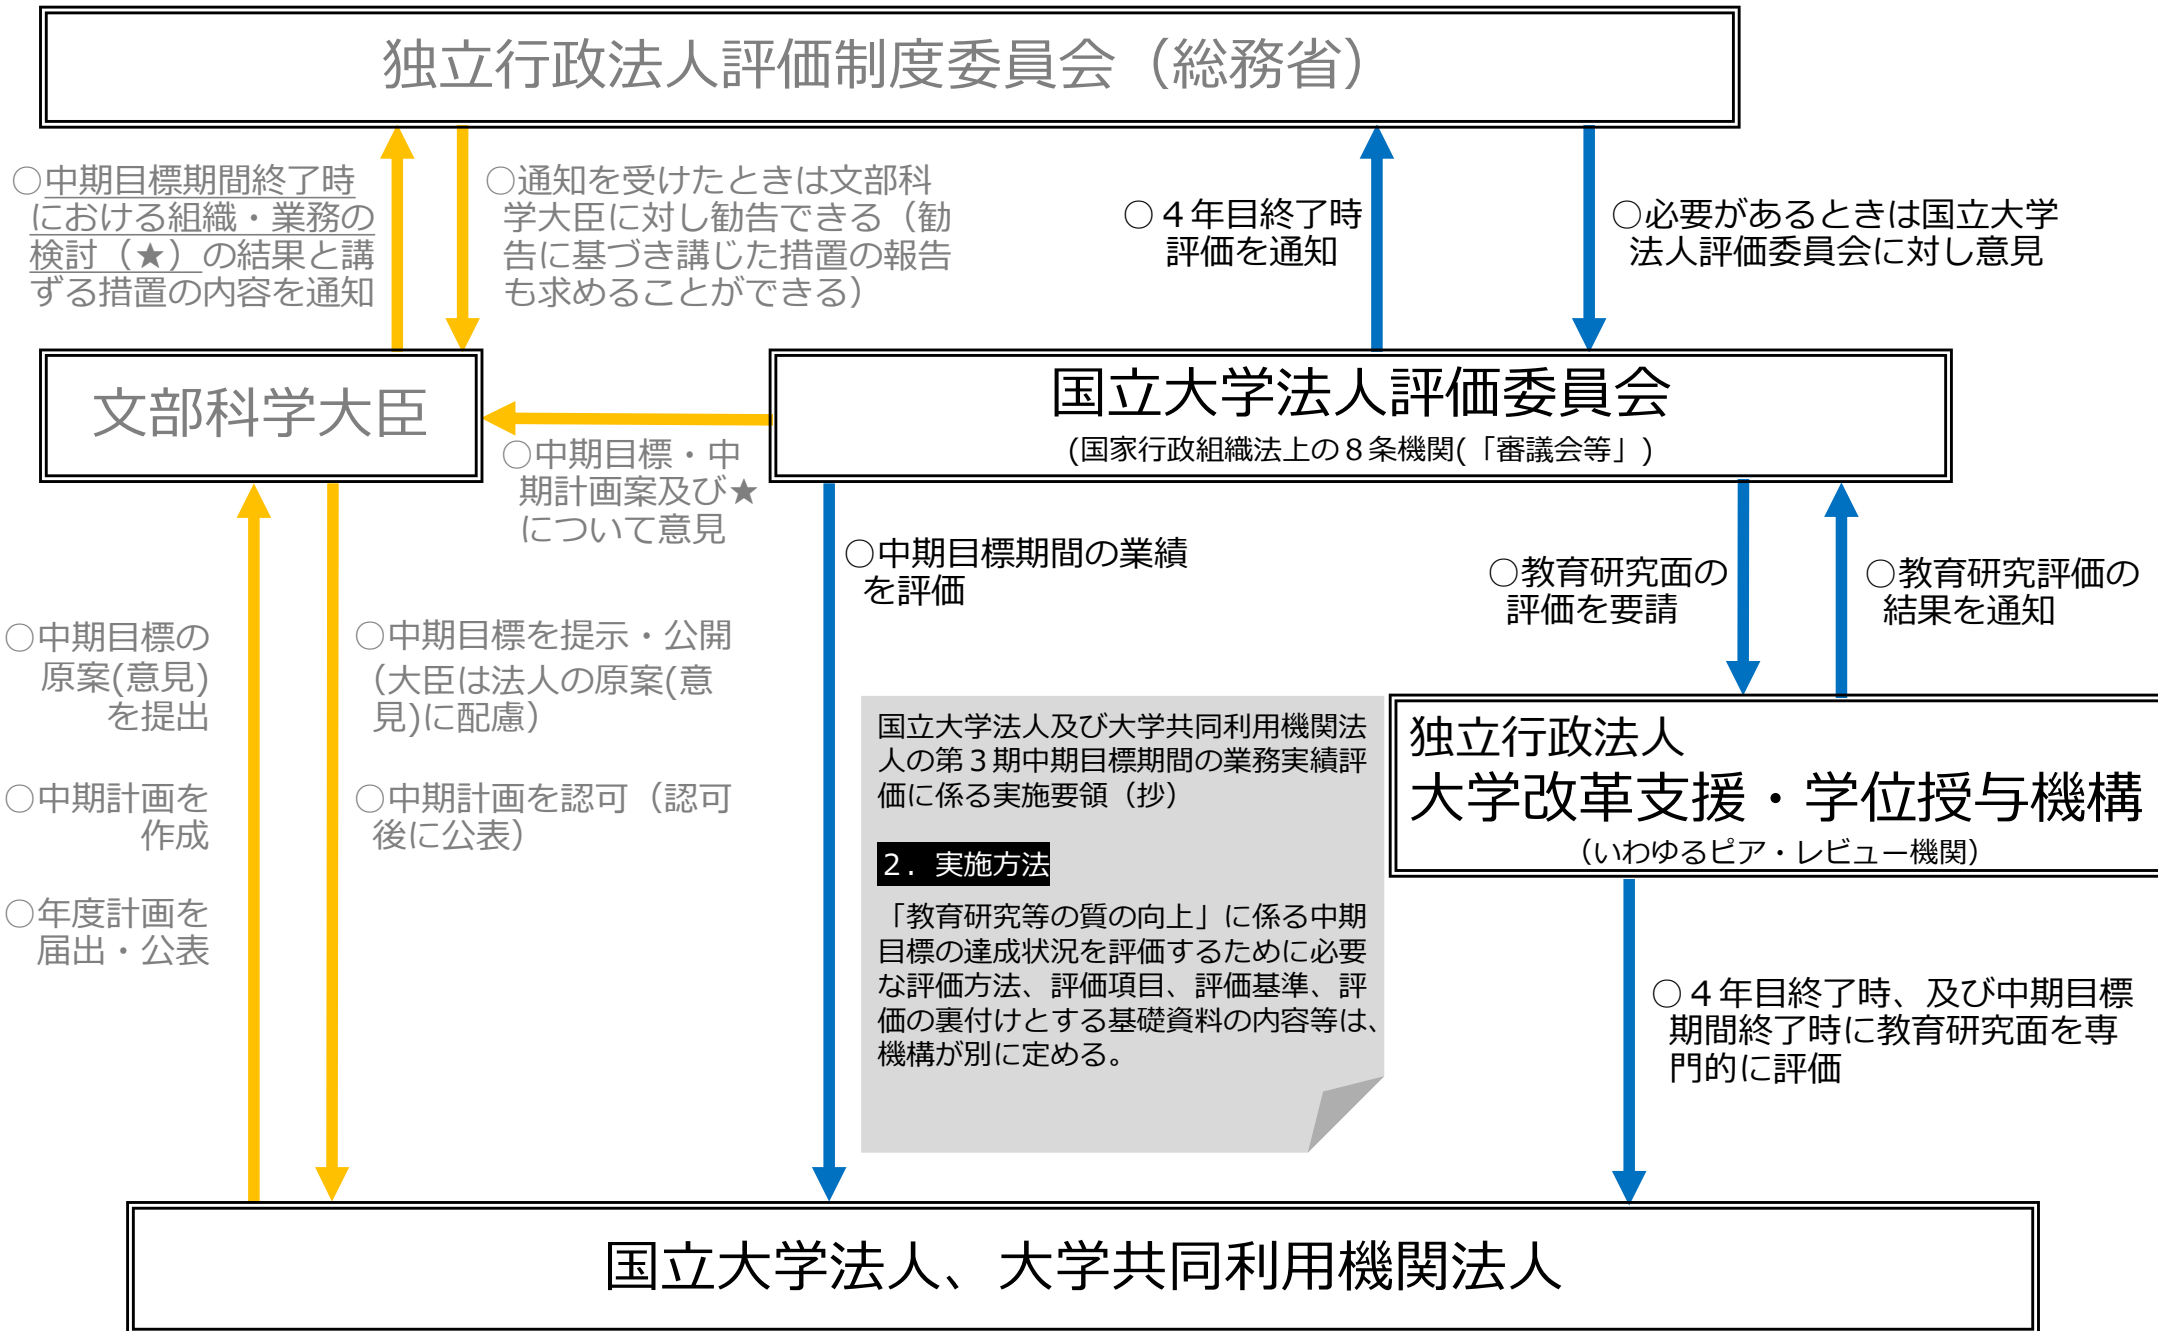 独立行政法人評価制度委員会（総務省）
○中期目標期間終了時
における組織・業務の
検討（★）の結果と講
ずる措置の内容を通知
○通知を受けたときは文部科
学大臣に対し勧告できる（勧
告に基づき講じた措置の報告
も求めることができる）
○４年目終了時
評価を通知
○必要があるときは国立大学
法人評価委員会に対し意見
文部科学大臣
国立大学法人評価委員会
(国家行政組織法上の８条機関(「審議会等」)
○中期目標・中
期計画案及び★
について意見
○中期目標期間の業績
を評価
○教育研究面の
評価を要請
○教育研究評価の
結果を通知
○中期目標の
原案(意見)
を提出
○中期計画を
作成
○年度計画を
届出・公表
○中期目標を提示・公開
（大臣は法人の原案(意
見)に配慮）
○中期計画を認可（認可
後に公表）
国立大学法人及び大学共同利用機関法
人の第３期中期目標期間の業務実績評
価に係る実施要領（抄）
２．実施方法
「教育研究等の質の向上」に係る中期
目標の達成状況を評価するために必要
な評価方法、評価項目、評価基準、評
価の裏付けとする基礎資料の内容等は、
機構が別に定める。
独立行政法人
大学改革支援・学位授与機構
（いわゆるピア・レビュー機関）
○４年目終了時、及び中期目標
期間終了時に教育研究面を専
門的に評価
国立大学法人、大学共同利用機関法人